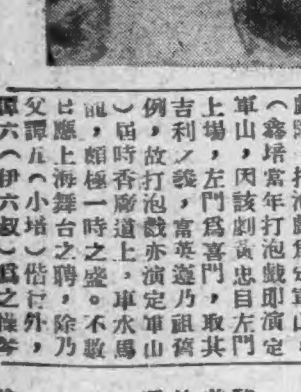 （鑫培當年打泡戲即演定
軍山，因該劇黃忠自左門
上場，左門爲喜門，取其
吉利之義，富英遵乃祖舊
例，故打泡戲亦演定軍山
）屆時香廠道上，車水馬
龍，頗極一時之盛。不數
日應上海舞台之聘，除乃
父譚五（小培）偕行外，
譚六（伊六叔）爲之操琴